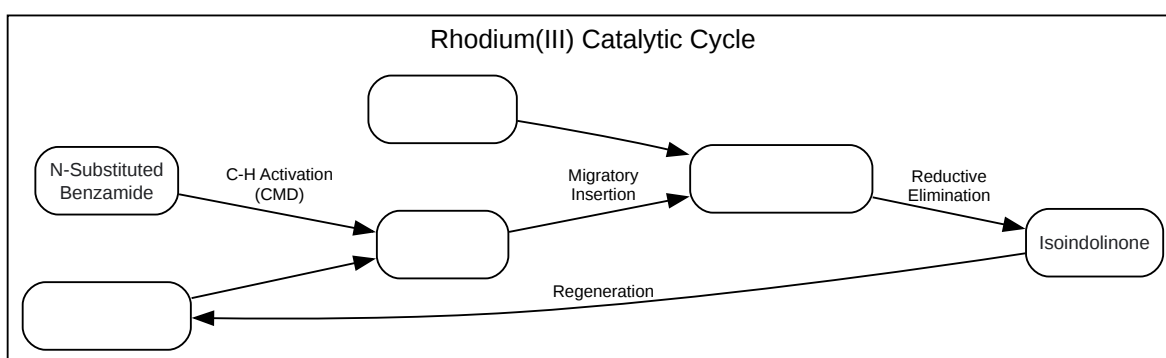 Rhodium(III) Catalytic Cycle
N-Substituted
Benzamide
C-H Activation
(CMD)
Migratory
Insertion
Reductive
Elimination
Isoindolinone
Regeneration